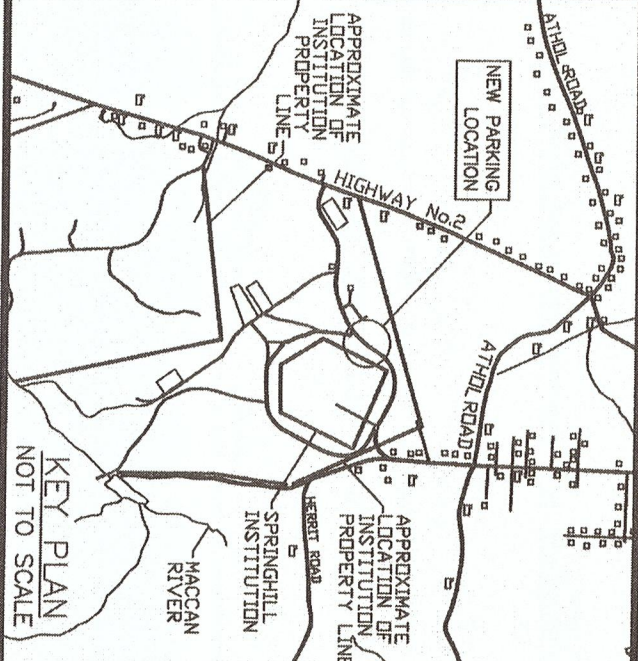 ATHOL ROAD
APPROXIMATE
LOCATION OF
INSTITUTION
PROPERTY
LINE
NEW PARKING
LOCATION
HIGHWAY No.2
ATHOL ROAD
KEY PLAN
NOT TO SCALE
MACCAN
RIVER
SPRINGHILL
INSTITUTION
HERRIT ROAD
APPROXIMATE
LOCATION OF
INSTITUTION
PROPERTY LINE